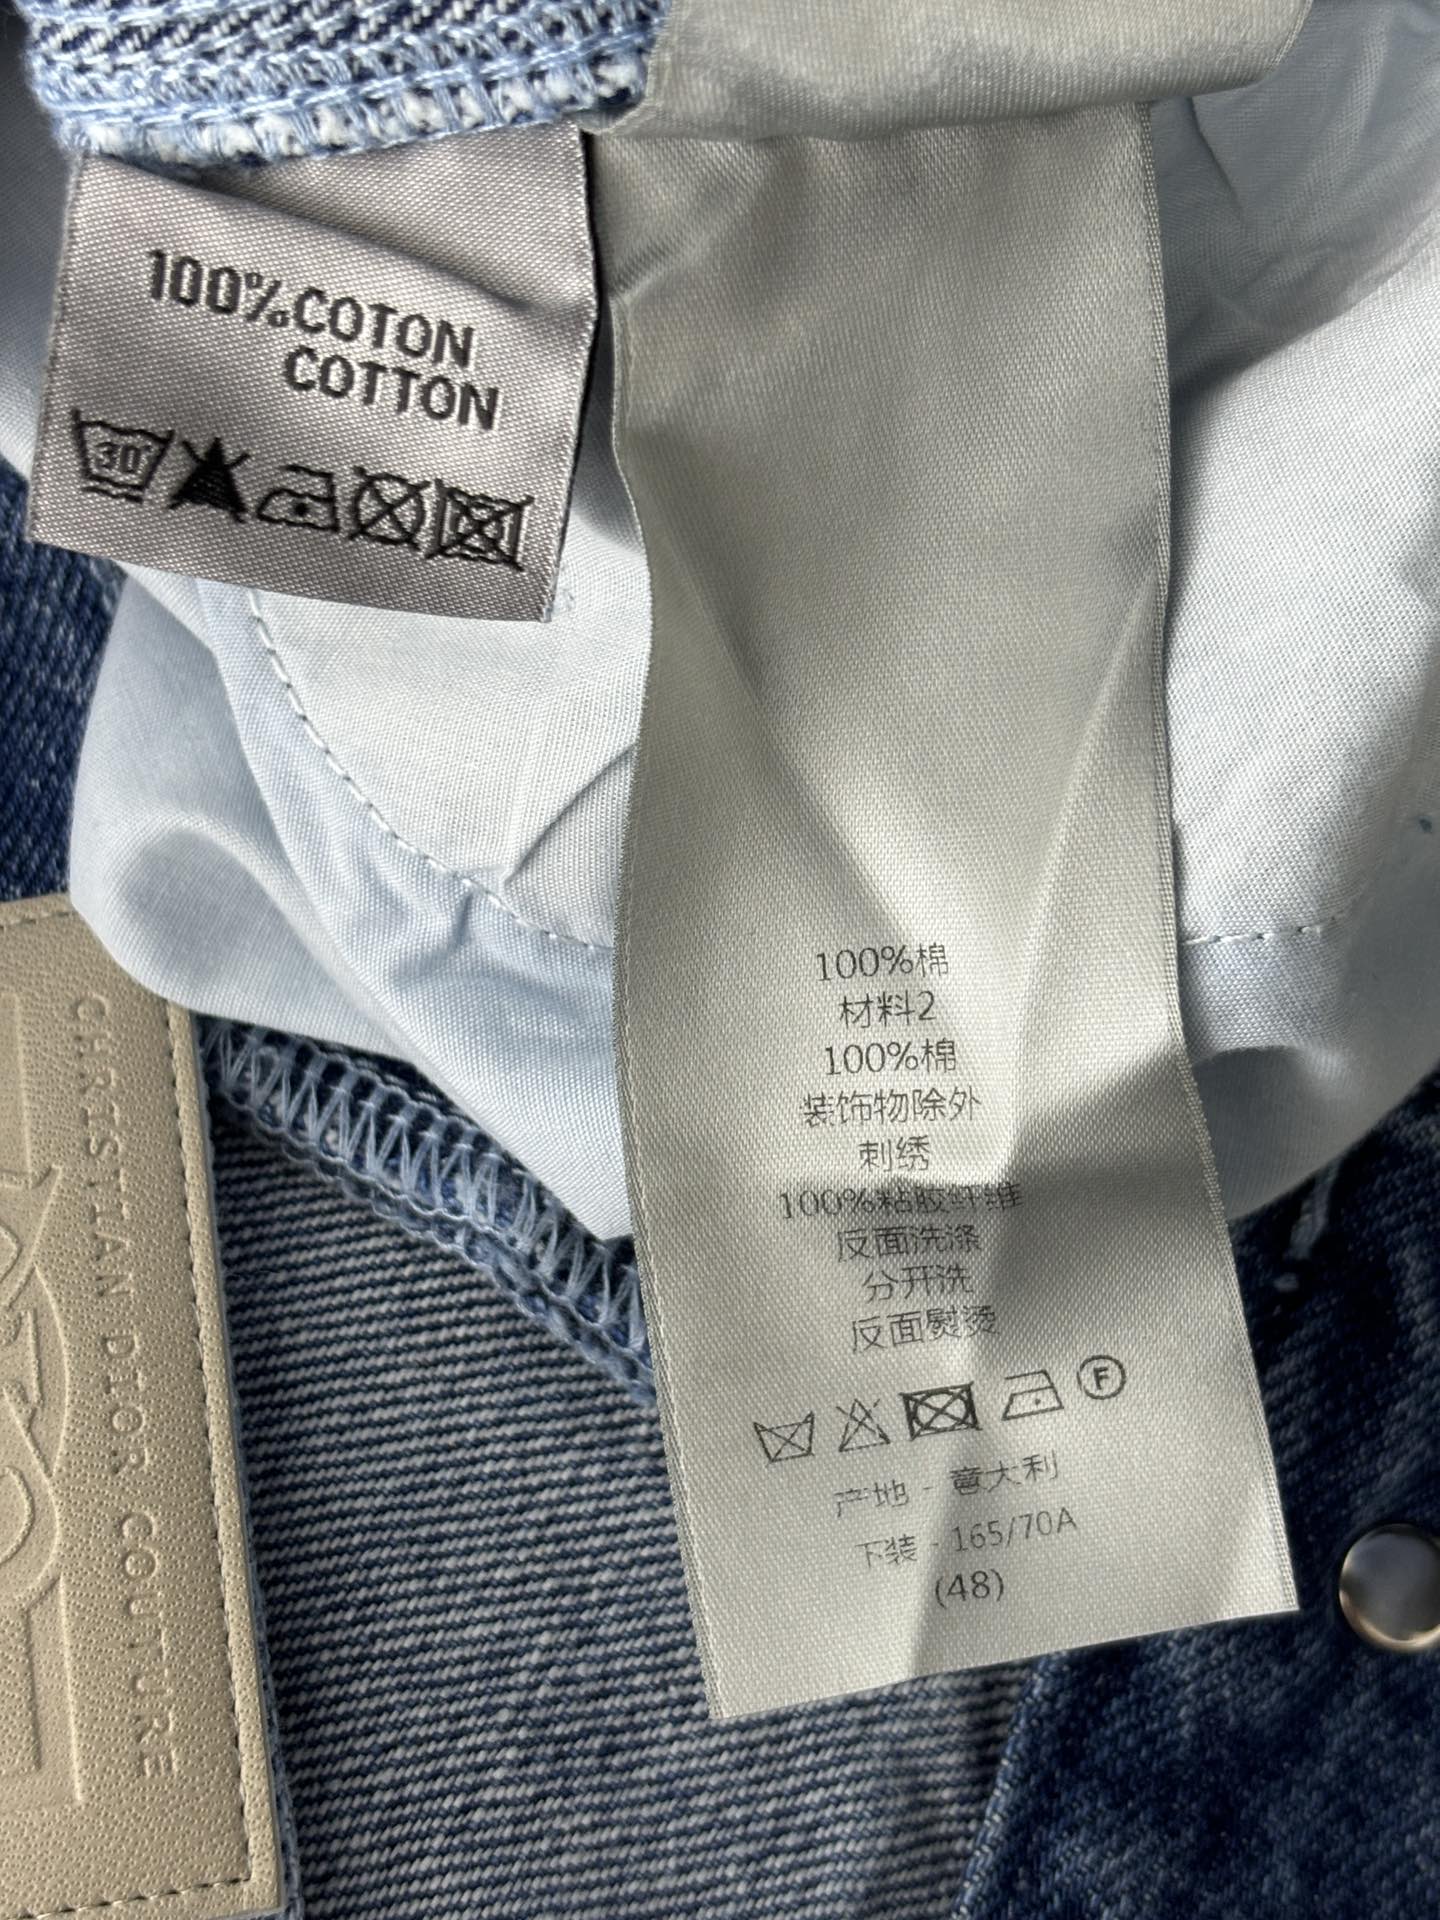 100%COTON
COTTON
30°
100%棉
材料2
100%棉
装饰物除外
刺绣
100%粘胶纤维
反面洗涤
分开洗
反面熨烫
F
产地 - 意大利
下装 - 165/70A
(48)
CHRISTIAN DIOR COUTURE